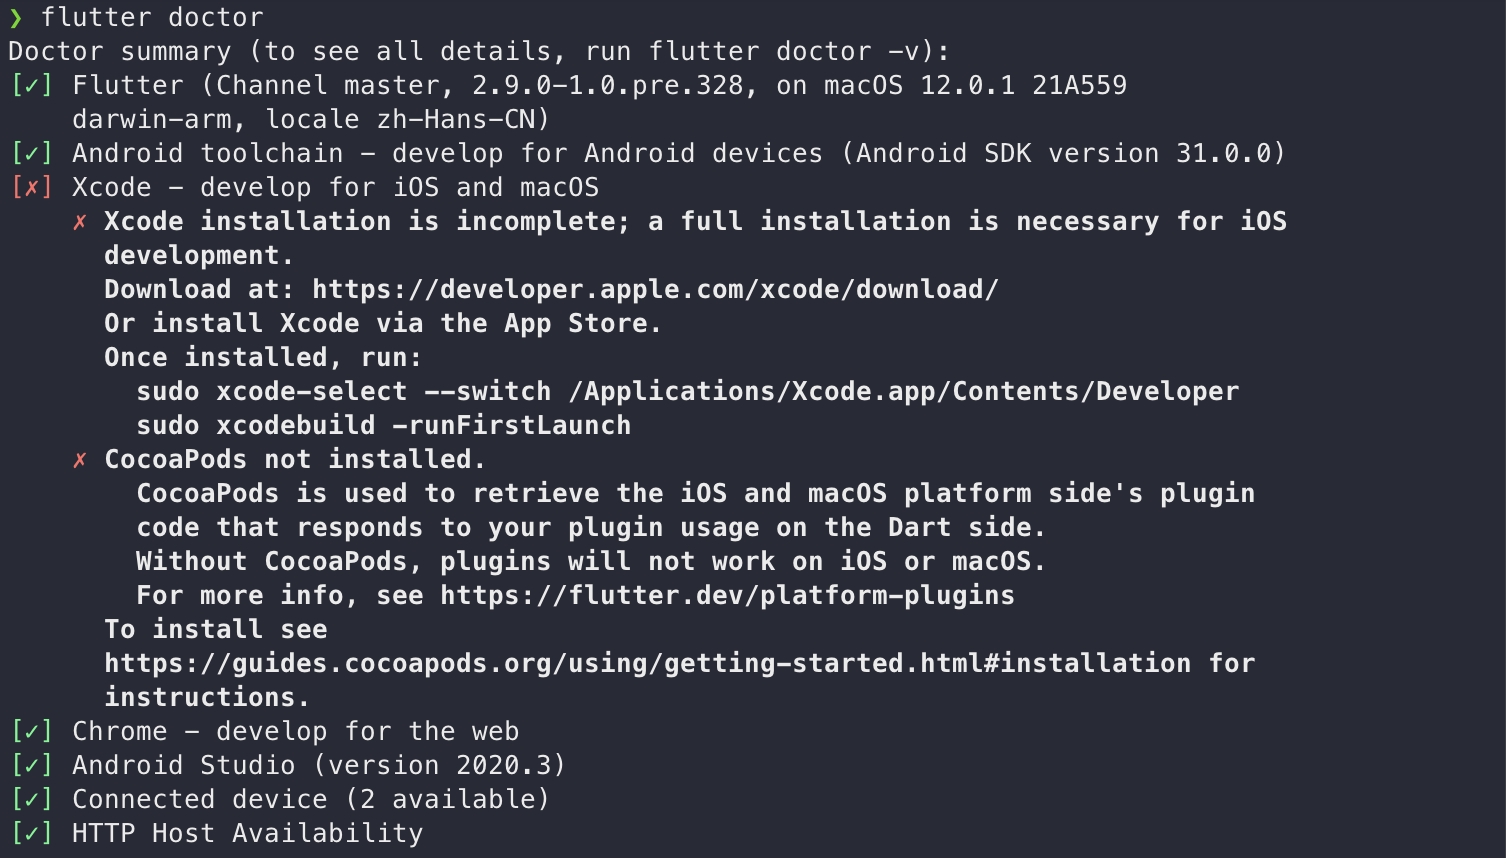 ❯ flutter doctor
Doctor summary (to see all details, run flutter doctor -v):
[✓] Flutter (Channel master, 2.9.0-1.0.pre.328, on macOS 12.0.1 21A559
    darwin-arm, locale zh-Hans-CN)
[✓] Android toolchain - develop for Android devices (Android SDK version 31.0.0)
[✗] Xcode - develop for iOS and macOS
    ✗ Xcode installation is incomplete; a full installation is necessary for iOS
      development.
      Download at: https://developer.apple.com/xcode/download/
      Or install Xcode via the App Store.
      Once installed, run:
        sudo xcode-select --switch /Applications/Xcode.app/Contents/Developer
        sudo xcodebuild -runFirstLaunch
    ✗ CocoaPods not installed.
        CocoaPods is used to retrieve the iOS and macOS platform side's plugin
        code that responds to your plugin usage on the Dart side.
        Without CocoaPods, plugins will not work on iOS or macOS.
        For more info, see https://flutter.dev/platform-plugins
      To install see
      https://guides.cocoapods.org/using/getting-started.html#installation for
      instructions.
[✓] Chrome - develop for the web
[✓] Android Studio (version 2020.3)
[✓] Connected device (2 available)
[✓] HTTP Host Availability